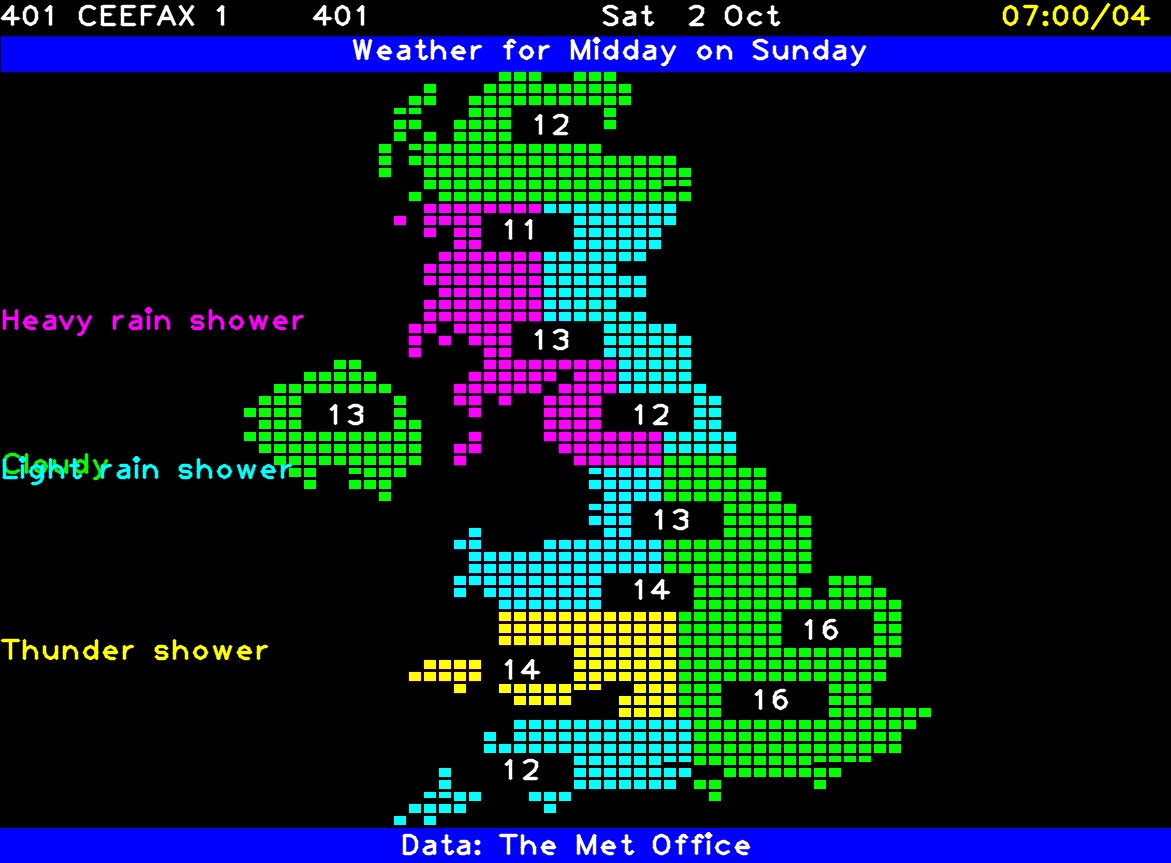 401 CEEFAX 1 401 Sat 2 Oct 07:00/04
Weather for Midday on Sunday
12
11
Heavy rain shower
13
13
12
Cloudy
Light rain shower
13
14
16
Thunder shower
14
16
12
Data: The Met Office